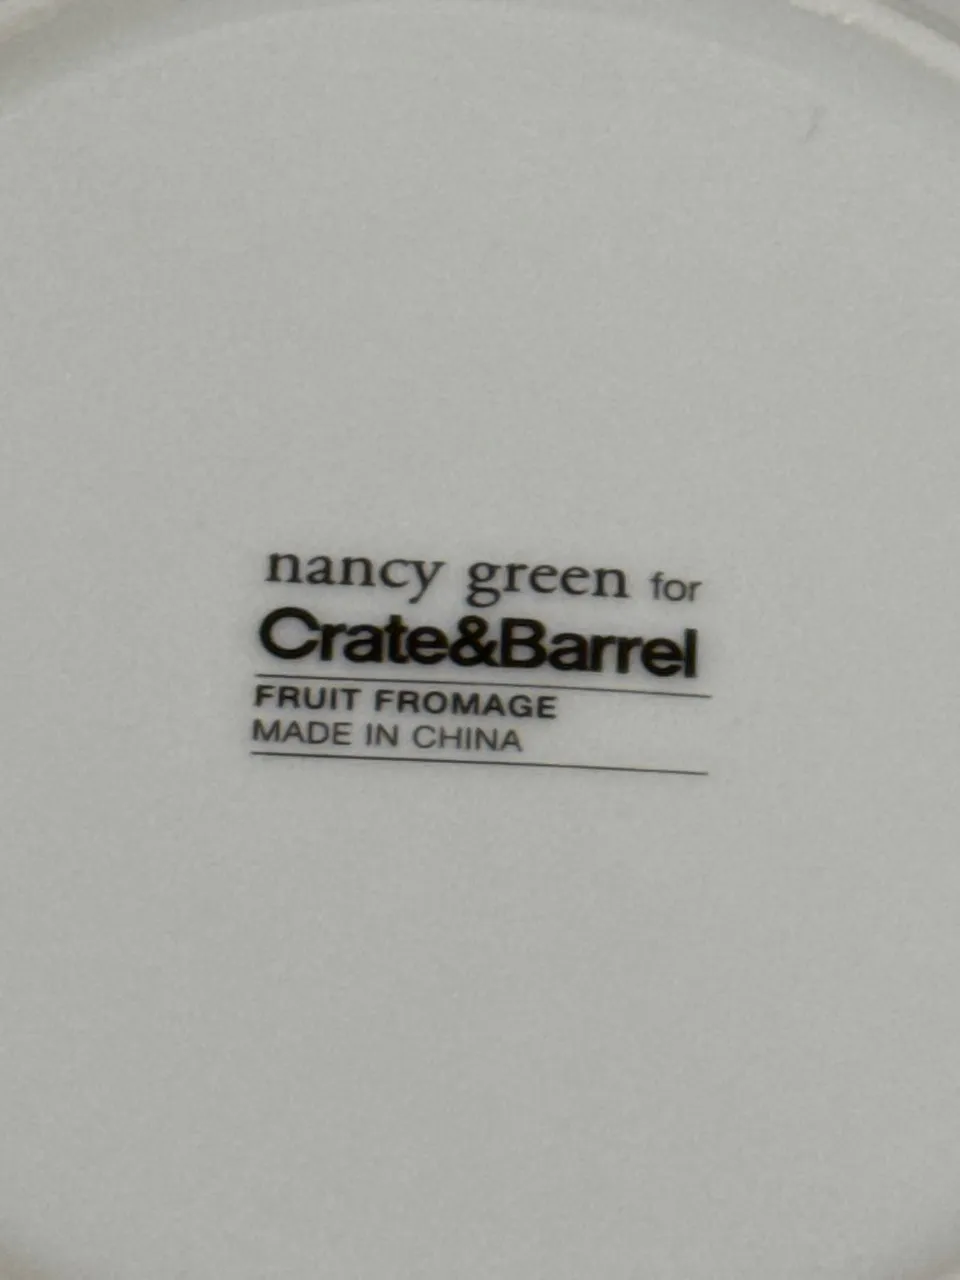 nancy green for
Crate&Barrel
FRUIT FROMAGE
MADE IN CHINA